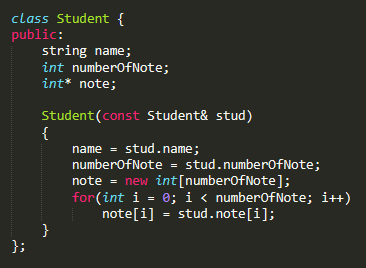 class Student {
public:
    string name;
    int numberOfNote;
    int* note;

    Student(const Student& stud)
    {
        name = stud.name;
        numberOfNote = stud.numberOfNote;
        note = new int[numberOfNote];
        for(int i = 0; i < numberOfNote; i++)
            note[i] = stud.note[i];
    }
};